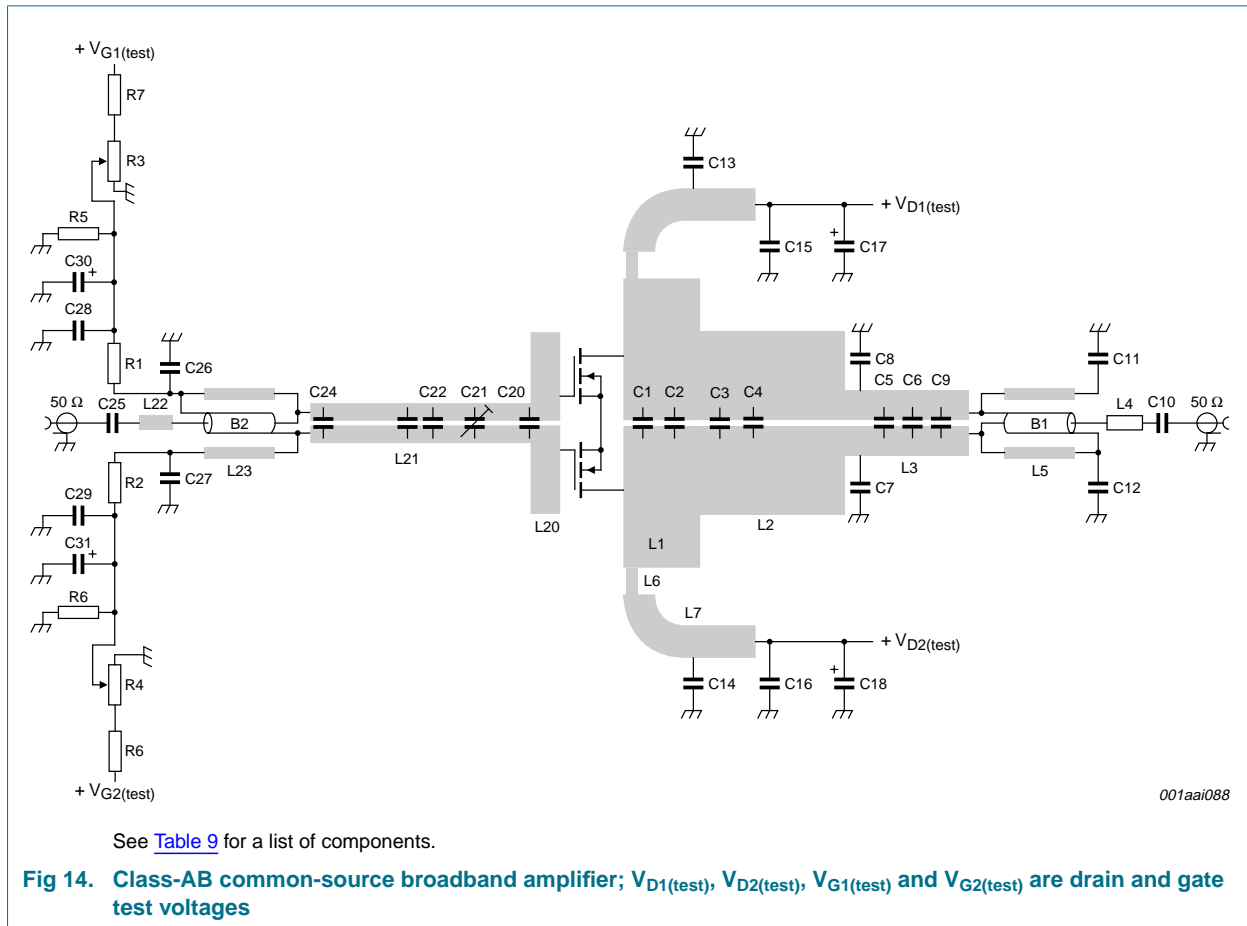 + VG1(test)
R7
R3
R5
C30
+
C28
R1
C26
50 Ω
C25
L22
B2
C24
C22
C21
C20
L21
L23
C27
R2
C29
C31
+
R6
R4
R6
+ VG2(test)
L20
C13
+ VD1(test)
C15
+
C17
C1
C2
C3
C4
C8
C5
C6
C9
C11
B1
L4
C10
50 Ω
L3
L5
C7
C12
L2
L1
L6
L7
+ VD2(test)
C14
C16
+
C18
001aai088
See Table 9 for a list of components.
Fig 14. Class-AB common-source broadband amplifier; VD1(test), VD2(test), VG1(test) and VG2(test) are drain and gate
test voltages